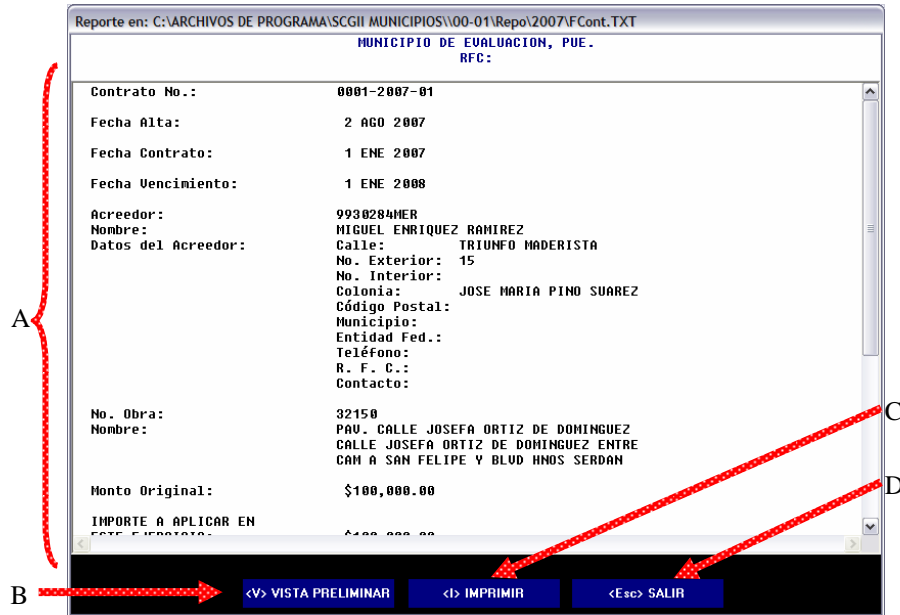 Reporte en: C:\ARCHIVOS DE PROGRAMA\SCGII MUNICIPIOS\\00-01\Repo\2007\FCont.TXT
MUNICIPIO DE EVALUACION, PUE.
RFC:
Contrato No.: 0001-2007-01
Fecha Alta: 2 AGO 2007
Fecha Contrato: 1 ENE 2007
Fecha Vencimiento: 1 ENE 2008
Acreedor: 9930284MER
Nombre: MIGUEL ENRIQUEZ RAMIREZ
Datos del Acreedor: Calle: TRIUNFO MADERISTA
No. Exterior: 15
No. Interior:
Colonia: JOSE MARIA PINO SUAREZ
Código Postal:
A
Municipio:
Entidad Fed.:
Teléfono:
R. F. C.:
Contacto:
C
No. Obra: 32150
Nombre: PAV. CALLE JOSEFA ORTIZ DE DOMINGUEZ
CALLE JOSEFA ORTIZ DE DOMINGUEZ ENTRE
CAM A SAN FELIPE Y BLVD HNOS SERDAN
D
Monto Original: $100,000.00
IMPORTE A APLICAR EN
ESTE EJERCICIO: $100,000.00
B
<V> VISTA PRELIMINAR <I> IMPRIMIR <Esc> SALIR